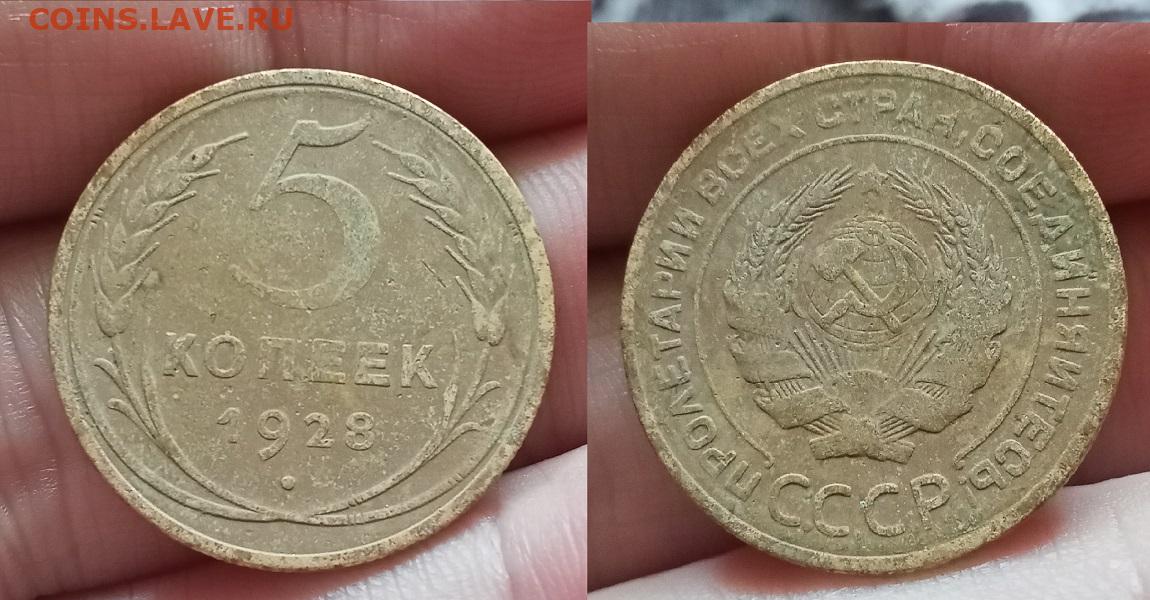 COINS.LAVE.RU
5
КОПЕЕК
1928
ПРОЛЕТАРИИ ВСЕХ СТРАН, СОЕДИНЯЙТЕСЬ!
СССР